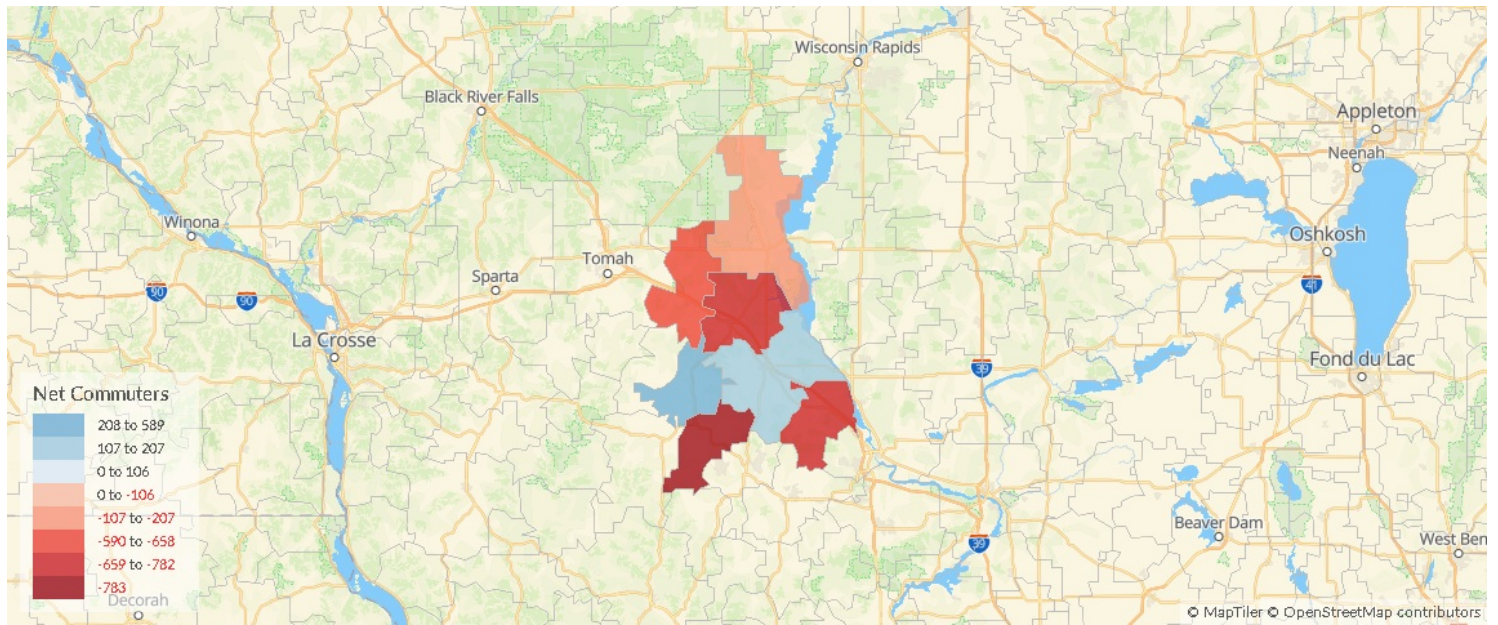 Wisconsin Rapids
Black River Falls
Appleton
Neenah
Winona
Oshkosh
Tomah
Sparta
90
90
41
La Crosse
Fond du Lac
39
Net Commuters
208 to 589
107 to 207
0 to 106
0 to -106
-107 to -207
-590 to -658
-659 to -782
-783
Beaver Dam
39
West Ben
Decorah
© MapTiler © OpenStreetMap contributors